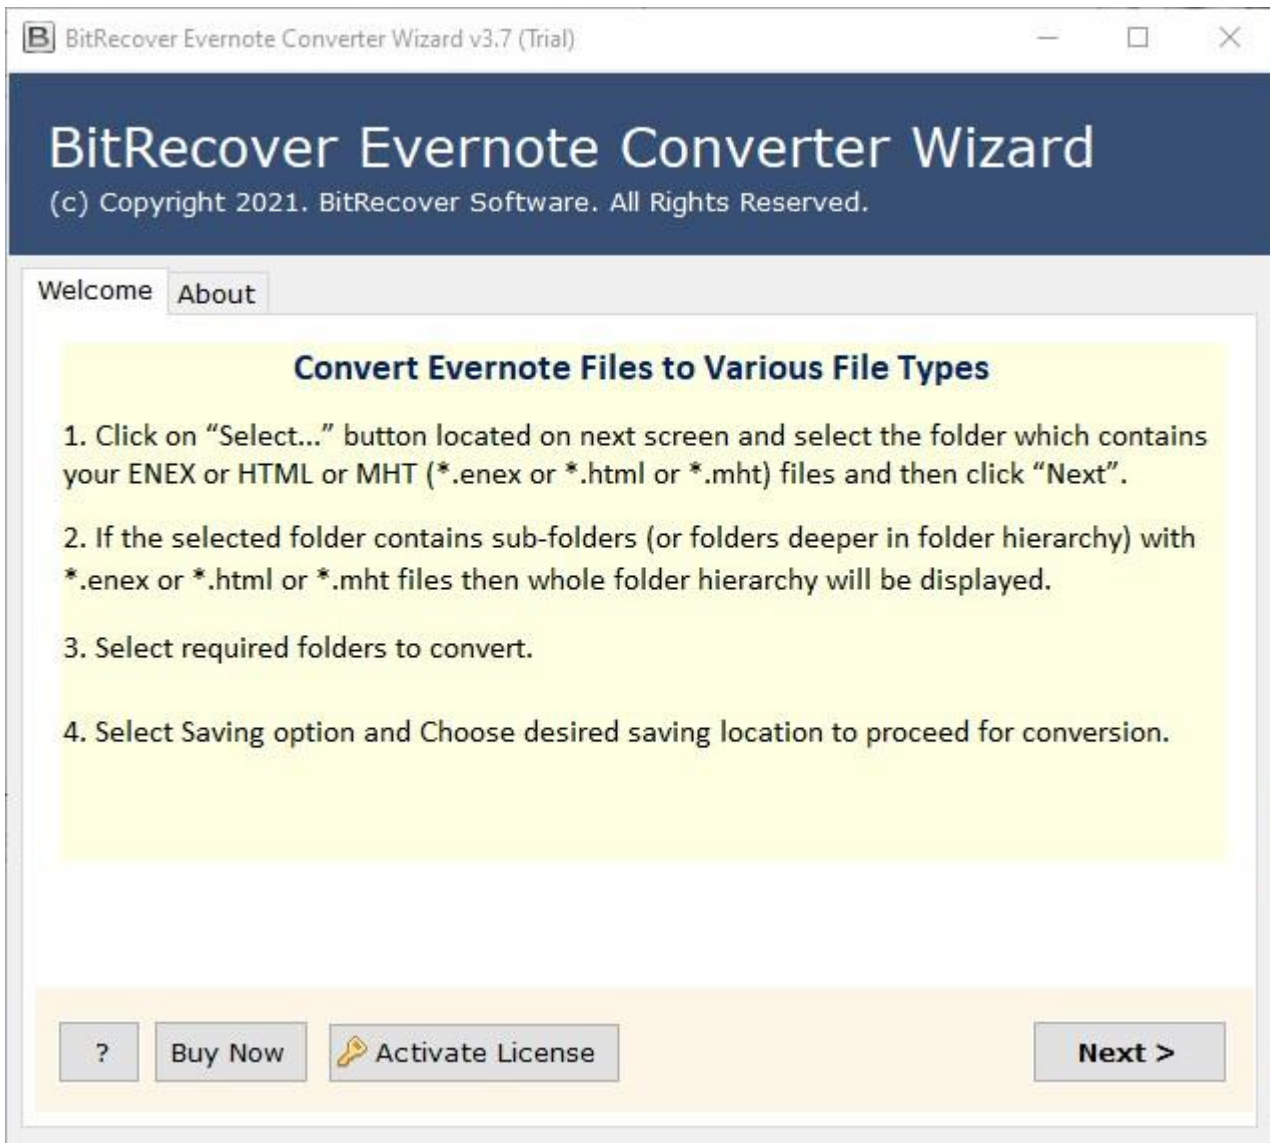 BitRecover Evernote Converter Wizard v3.7 (Trial)
BitRecover Evernote Converter Wizard
(c) Copyright 2021. BitRecover Software. All Rights Reserved.
Welcome
About
Convert Evernote Files to Various File Types
1. Click on “Select...” button located on next screen and select the folder which contains
your ENEX or HTML or MHT (*.enex or *.html or *.mht) files and then click “Next”.
2. If the selected folder contains sub-folders (or folders deeper in folder hierarchy) with
*.enex or *.html or *.mht files then whole folder hierarchy will be displayed.
3. Select required folders to convert.
4. Select Saving option and Choose desired saving location to proceed for conversion.
?
Buy Now
Activate License
Next >